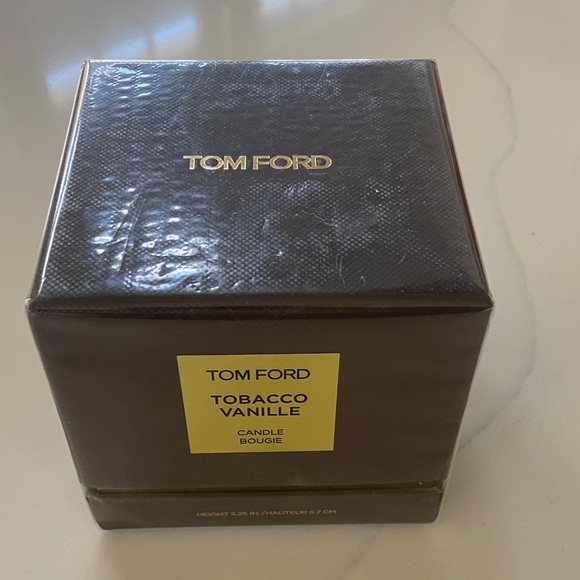 TOM FORD
TOM FORD
TOBACCO
VANILLE
CANDLE
BOUGIE
HEIGHT 2.25 IN./HAUTEUR 5.7 CM